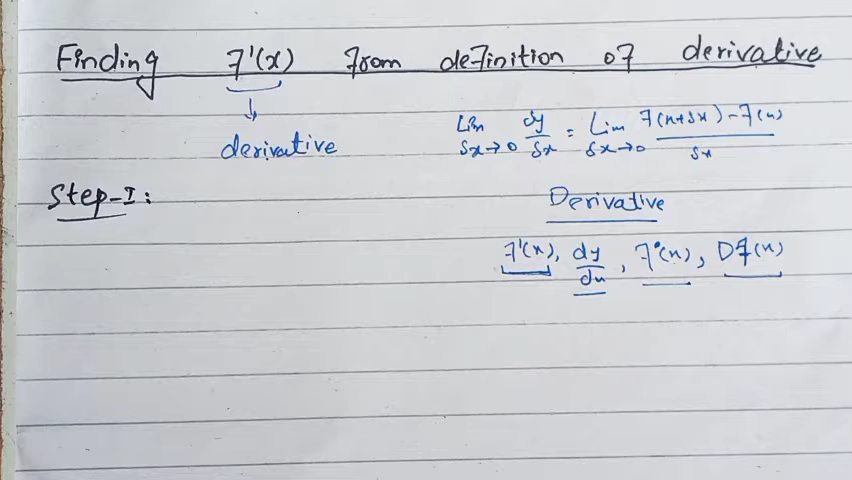 Finding f'(x) from definition of derivative
↓
derivative
Lim δx→0 δy/δx = Lim δx→0 f(x+δx)-f(x)/δx
Step-I:
Derivative
f'(x), dy/dx, f°(x), Df(x)